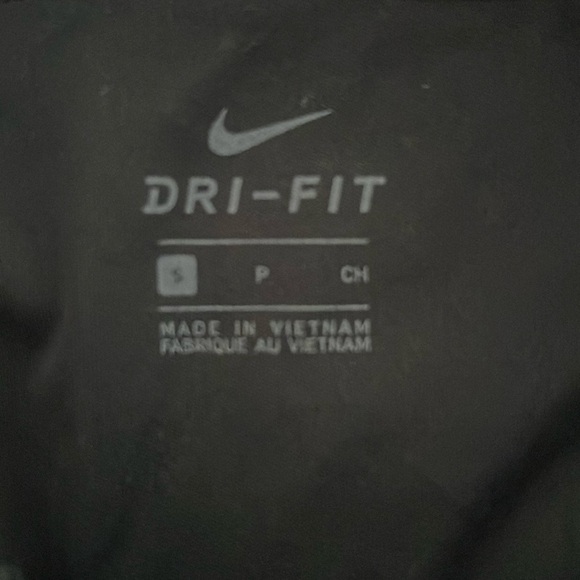 DRI-FIT
S P CH
MADE IN VIETNAM
FABRIQUE AU VIETNAM